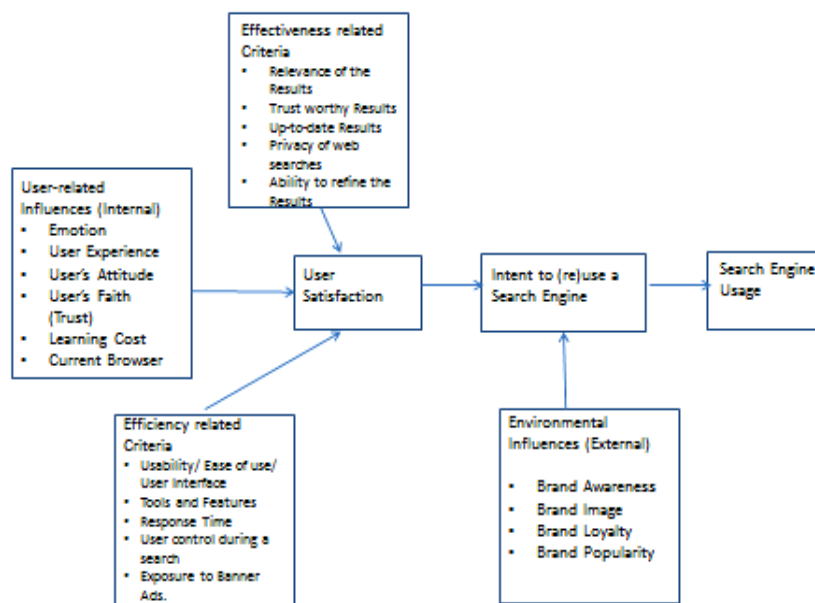 Effectiveness related
Criteria
▪ Relevance of the
Results
▪ Trust worthy Results
▪ Up-to-date Results
▪ Privacy of web
searches
▪ Ability to refine the
Results
User-related
Influences (Internal)
▪ Emotion
▪ User Experience
▪ User's Attitude
▪ User's Faith
(Trust)
▪ Learning Cost
▪ Current Browser
User
Satisfaction
Intent to (re)use a
Search Engine
Search Engine
Usage
Efficiency related
Criteria
▪ Usability/ Ease of use/
User Interface
▪ Tools and Features
▪ Response Time
▪ User control during a
search
▪ Exposure to Banner
Ads.
Environmental
Influences (External)
▪ Brand Awareness
▪ Brand Image
▪ Brand Loyalty
▪ Brand Popularity